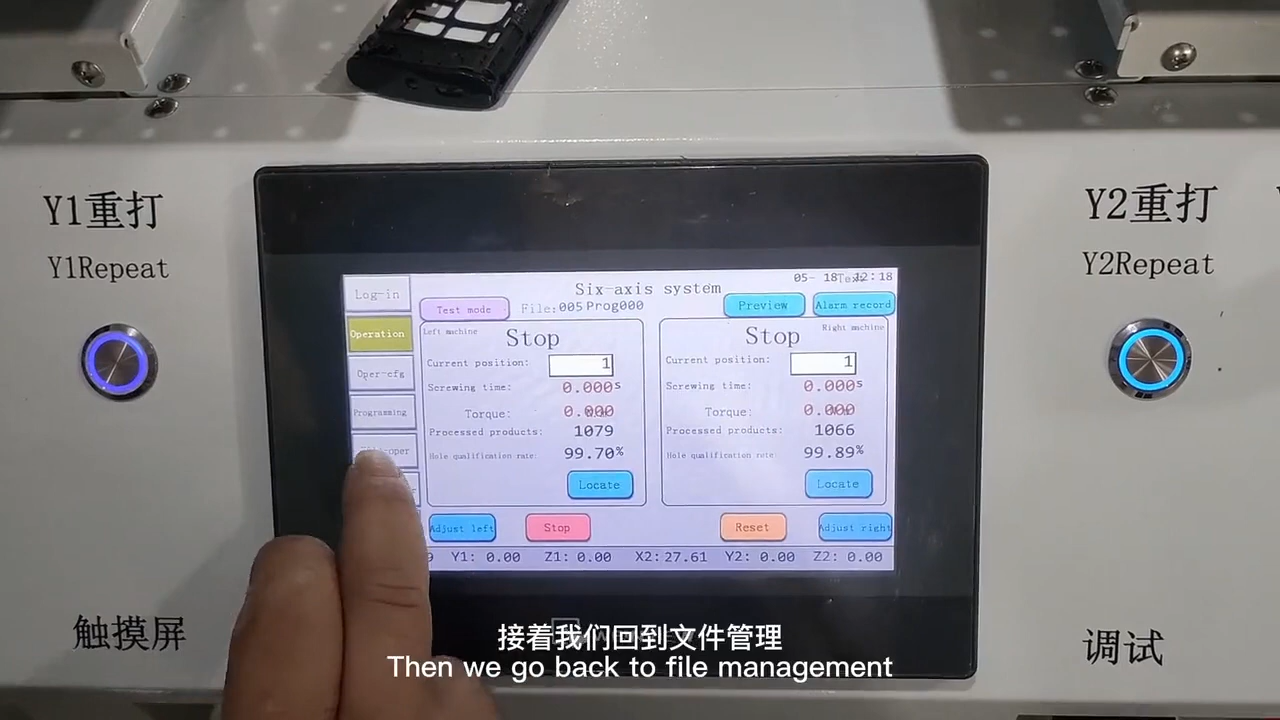 Y1重打
Y1Repeat
Y2重打
Y2Repeat
05- 18 12:18
Six-axis system
Log-in
Operation
Oper-cfg
Programming
Test mode
File:005 Prog000
Preview
Alarm record
Left machine
Stop
Current position: 1
Screwing time: 0.000s
Torque: 0.000
Processed products: 1079
Hole qualification rate: 99.70%
Locate
Right machine
Stop
Current position: 1
Screwing time: 0.000s
Torque: 0.000
Processed products: 1066
Hole qualification rate 99.89%
Locate
Adjust left
Stop
Reset
Adjust right
Y1: 0.00 Z1: 0.00 X2:27.61 Y2: 0.00 Z2: 0.00
触摸屏
调试
接着我们回到文件管理
Then we go back to file management